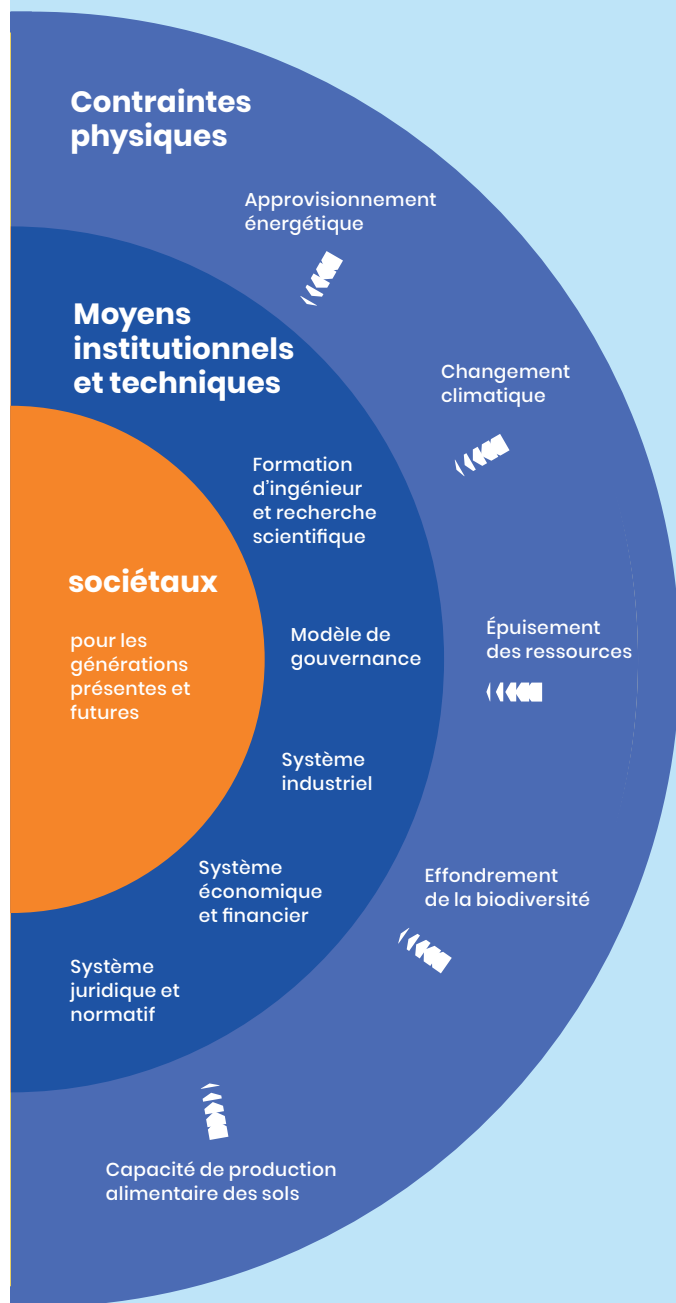 Contraintes
physiques
Approvisionnement
énergétique
Moyens
institutionnels
et techniques
Changement
climatique
Formation
d'ingénieur
et recherche
scientifique
sociétaux
pour les
générations
présentes et
futures
Modèle de
gouvernance
Épuisement
des ressources
Système
industriel
Système
économique
et financier
Effondrement
de la biodiversité
Système
juridique et
normatif
Capacité de production
alimentaire des sols